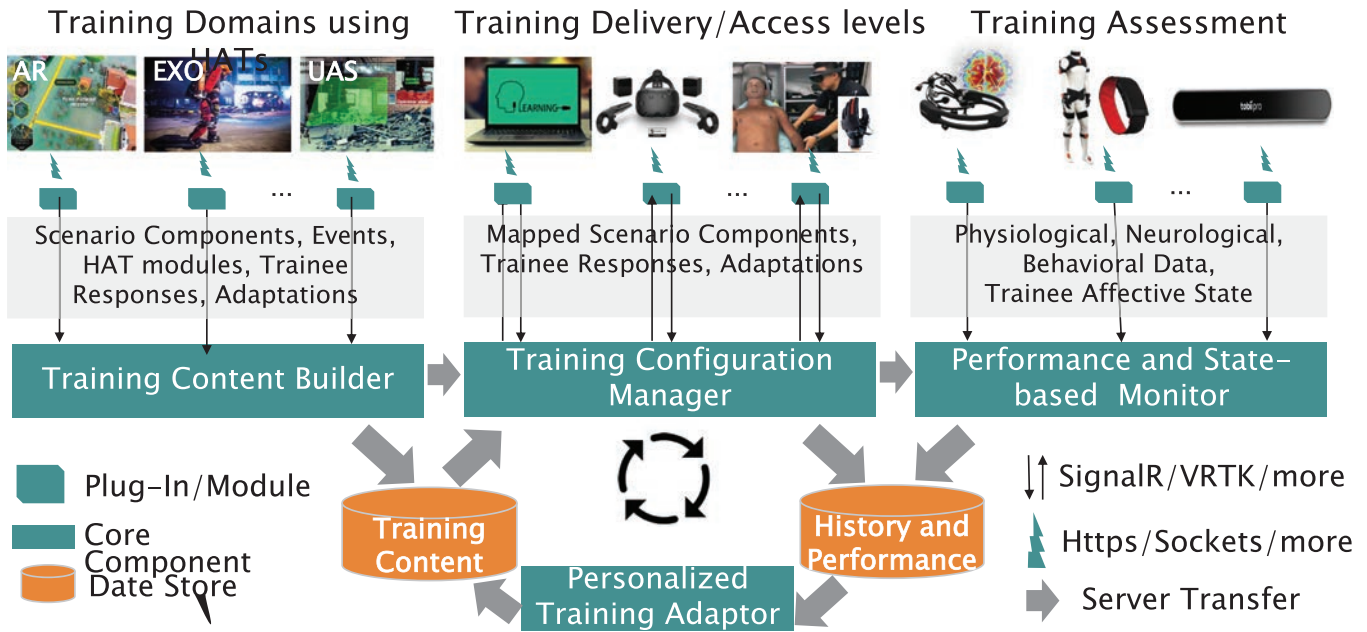 Training Domains using
HATs
Training Delivery/Access levels
Training Assessment
AR
EXO
UAS
LEARNING
tobiipro
...
...
...
Scenario Components, Events,
HAT modules, Trainee
Responses, Adaptations
Mapped Scenario Components,
Trainee Responses, Adaptations
Physiological, Neurological,
Behavioral Data,
Trainee Affective State
Training Content Builder
Training Configuration
Manager
Performance and State-
based Monitor
Plug-In/Module
Core
Component
Date Store
Training
Content
History and
Performance
Personalized
Training Adaptor
SignalR/VRTK/more
Https/Sockets/more
Server Transfer